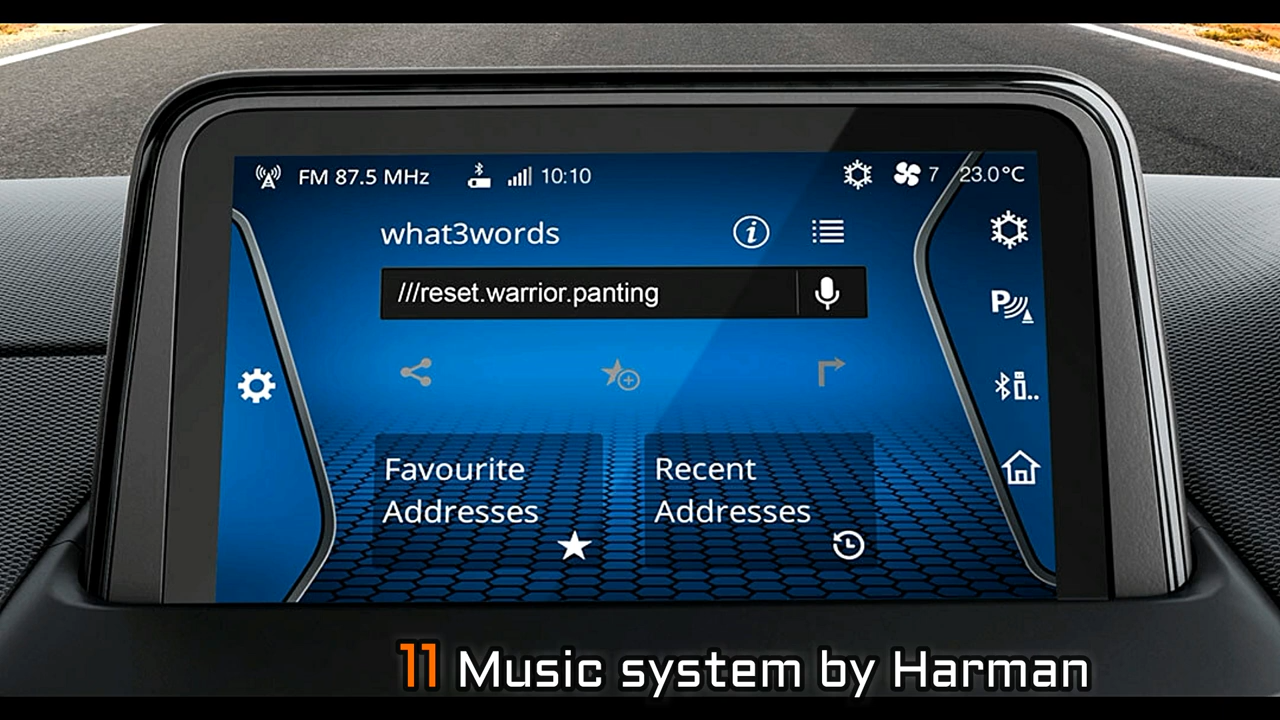 FM 87.5 MHz 10:10 7 23.0°C
what3words
///reset.warrior.panting
P
Favourite
Addresses
Recent
Addresses
11 Music system by Harman